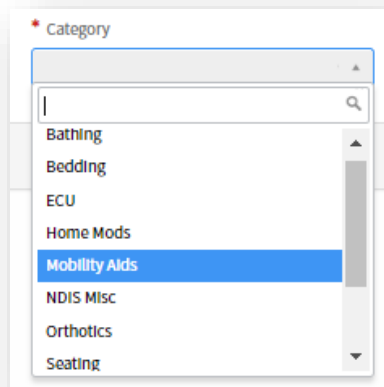 * Category
Bathing
Bedding
ECU
Home Mods
Mobility Aids
NDIS Misc
Orthotics
Seating